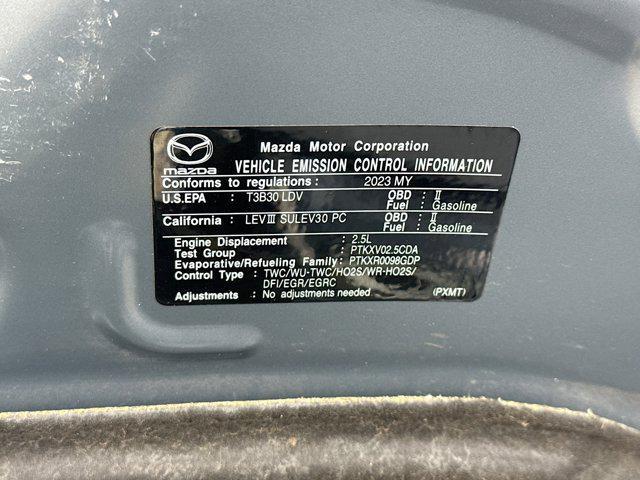 mazda
Mazda Motor Corporation
VEHICLE EMISSION CONTROL INFORMATION
Conforms to regulations : 2023 MY
U.S.EPA : T3B30 LDV OBD : II
Fuel : Gasoline
California : LEVⅢ SULEV30 PC OBD : II
Fuel : Gasoline
Engine Displacement : 2.5L
Test Group : PTKXV02.5CDA
Evaporative/Refueling Family: PTKXR0098GDP
Control Type : TWC/WU-TWC/HO2S/WR-HO2S/
DFI/EGR/EGRC
Adjustments : No adjustments needed (PXMT)